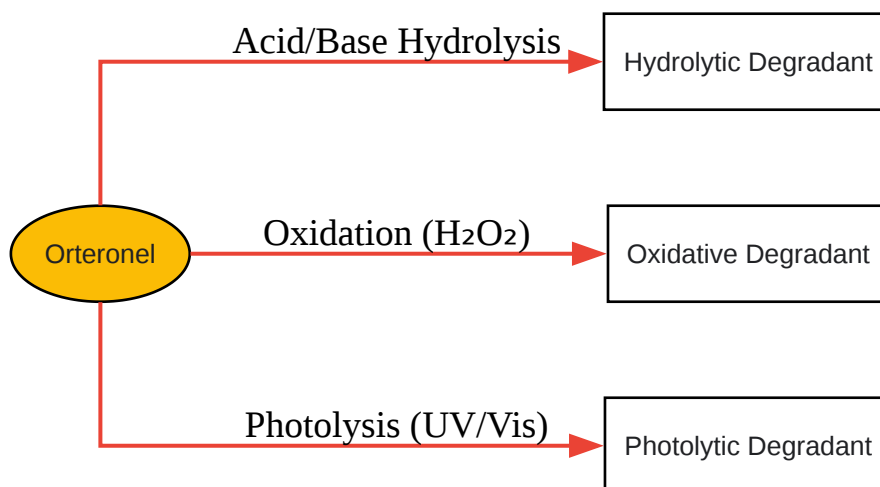 Acid/Base Hydrolysis
Hydrolytic Degradant
Orteronel
Oxidation (H₂O₂)
Oxidative Degradant
Photolysis (UV/Vis)
Photolytic Degradant